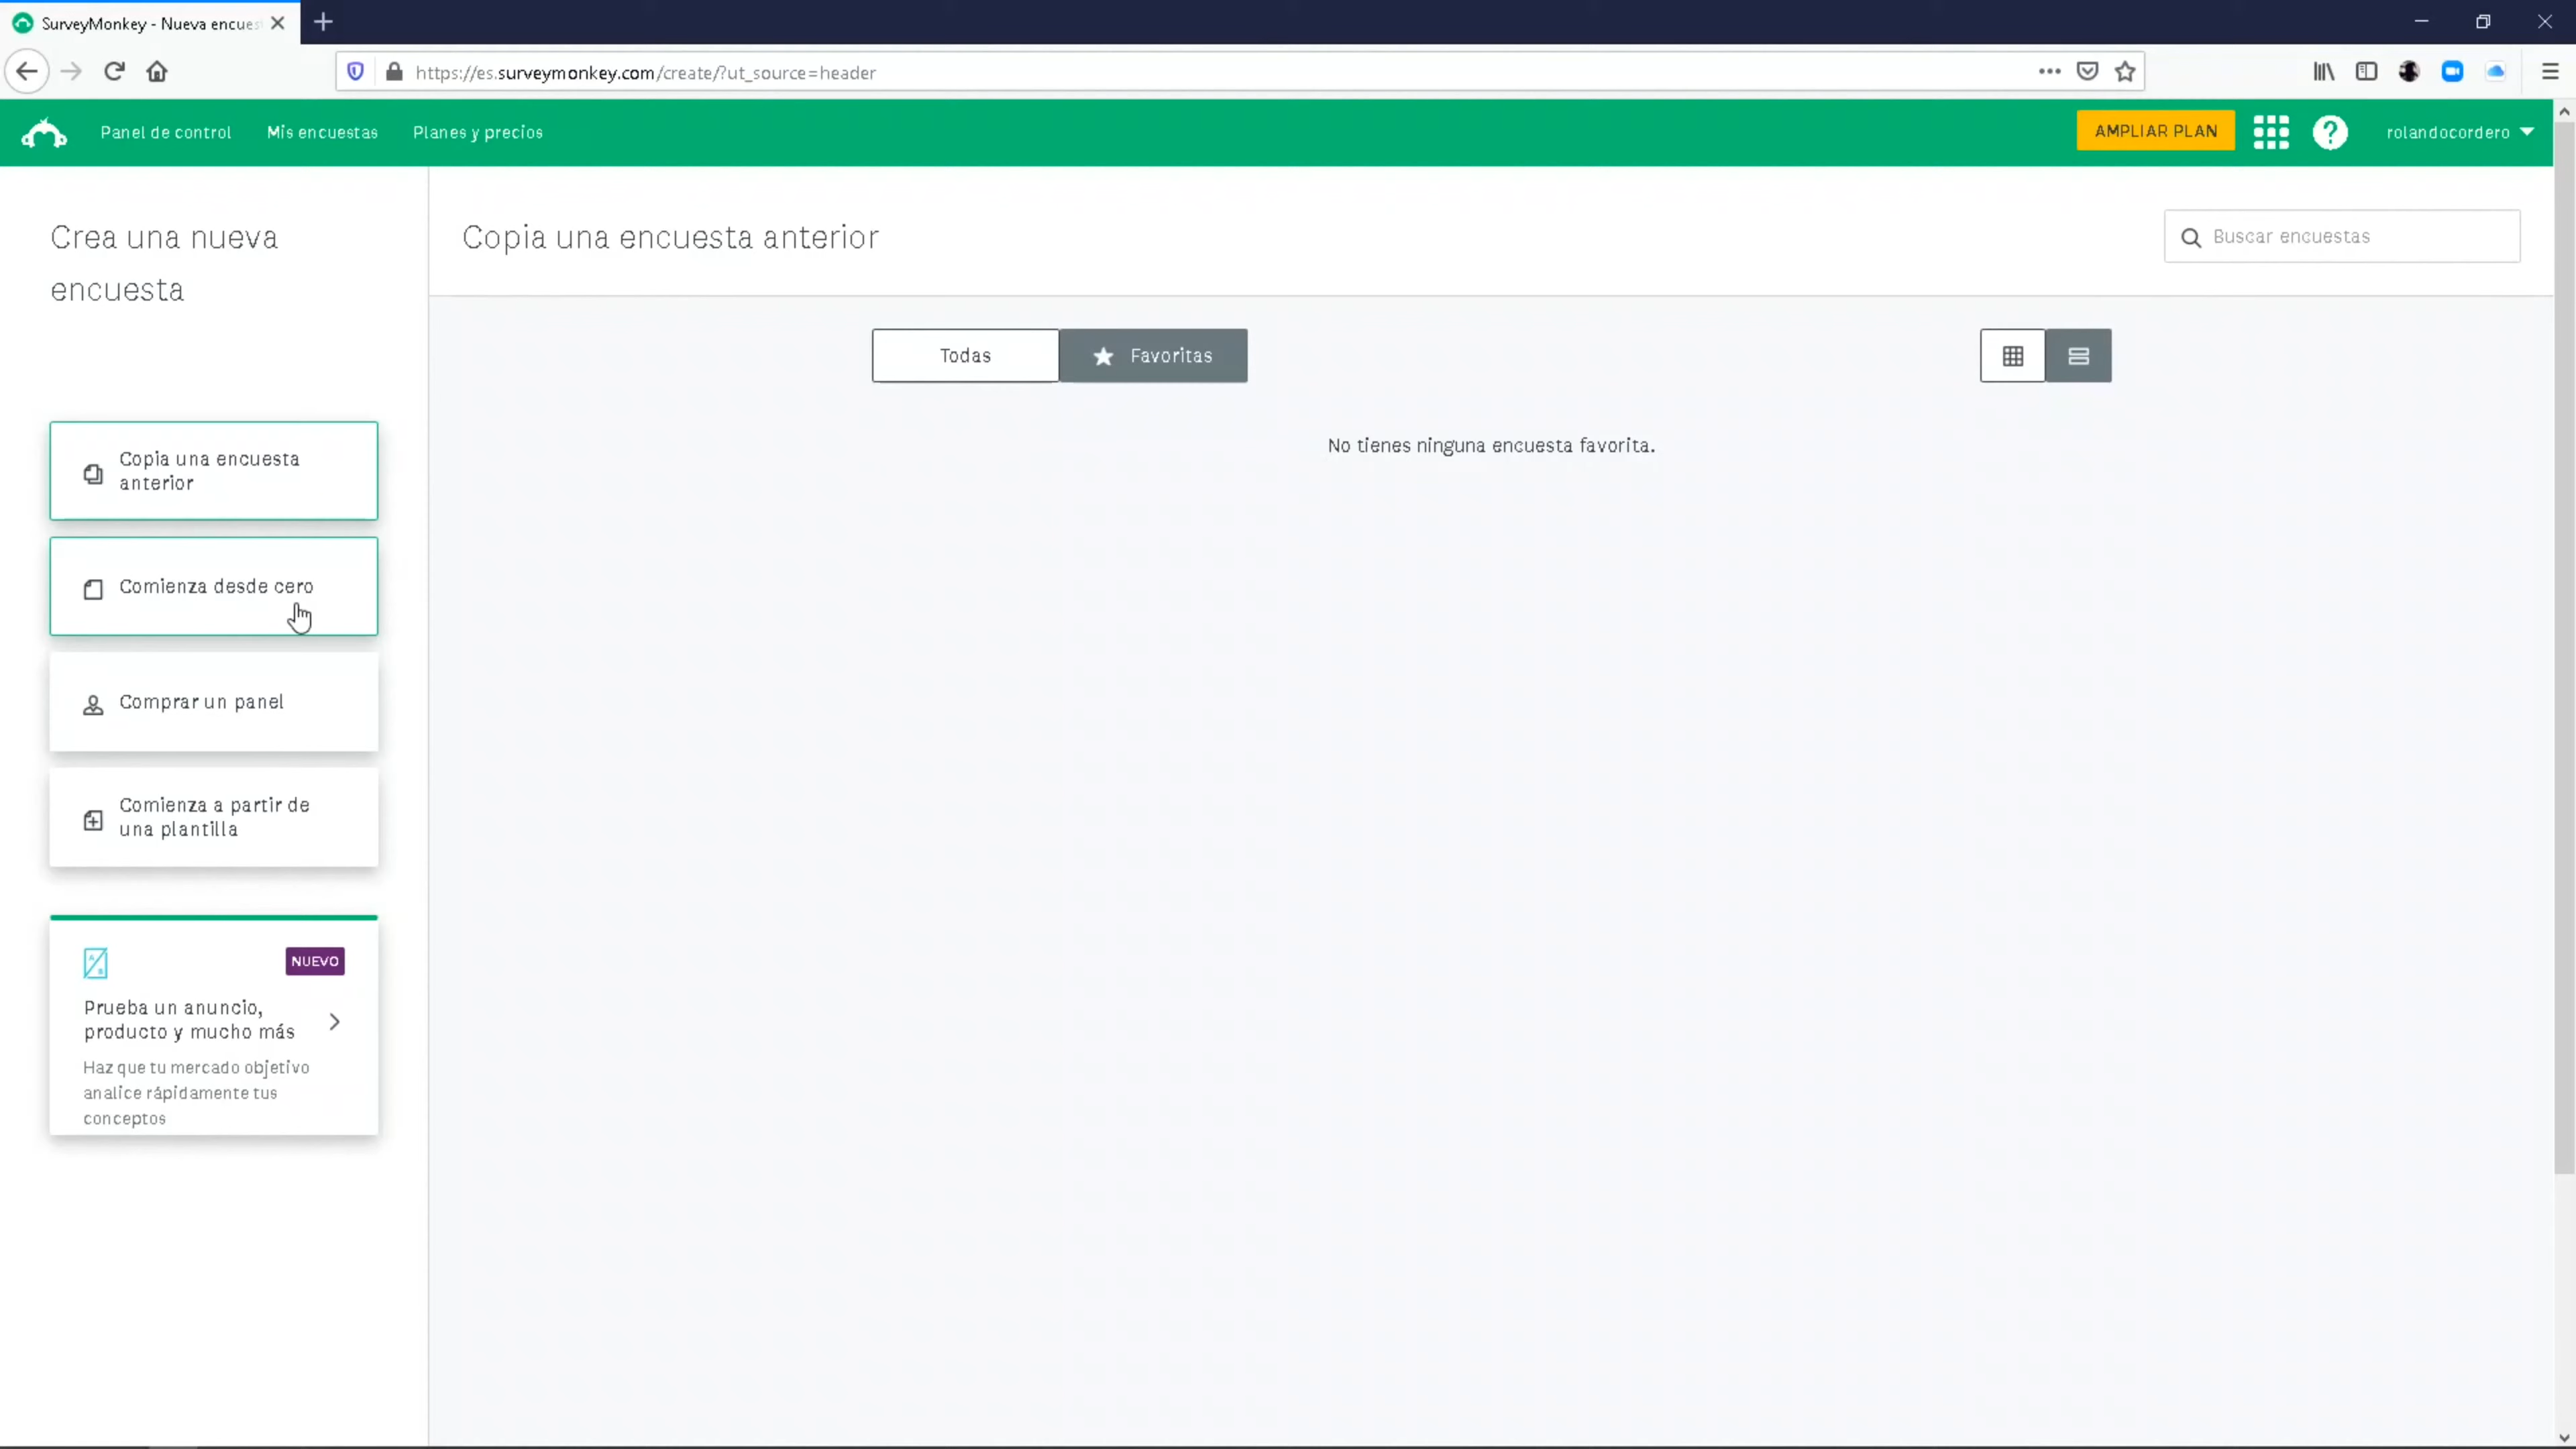 SurveyMonkey - Nueva encues
https://es.surveymonkey.com/create/?ut_source=header
Panel de control
Mis encuestas
Planes y precios
AMPLIAR PLAN
rolandocordero
Crea una nueva
encuesta
Copia una encuesta anterior
Buscar encuestas
Todas
Favoritas
No tienes ninguna encuesta favorita.
Copia una encuesta
anterior
Comienza desde cero
Comprar un panel
Comienza a partir de
una plantilla
NUEVO
Prueba un anuncio,
producto y mucho más
Haz que tu mercado objetivo
analice rápidamente tus
conceptos